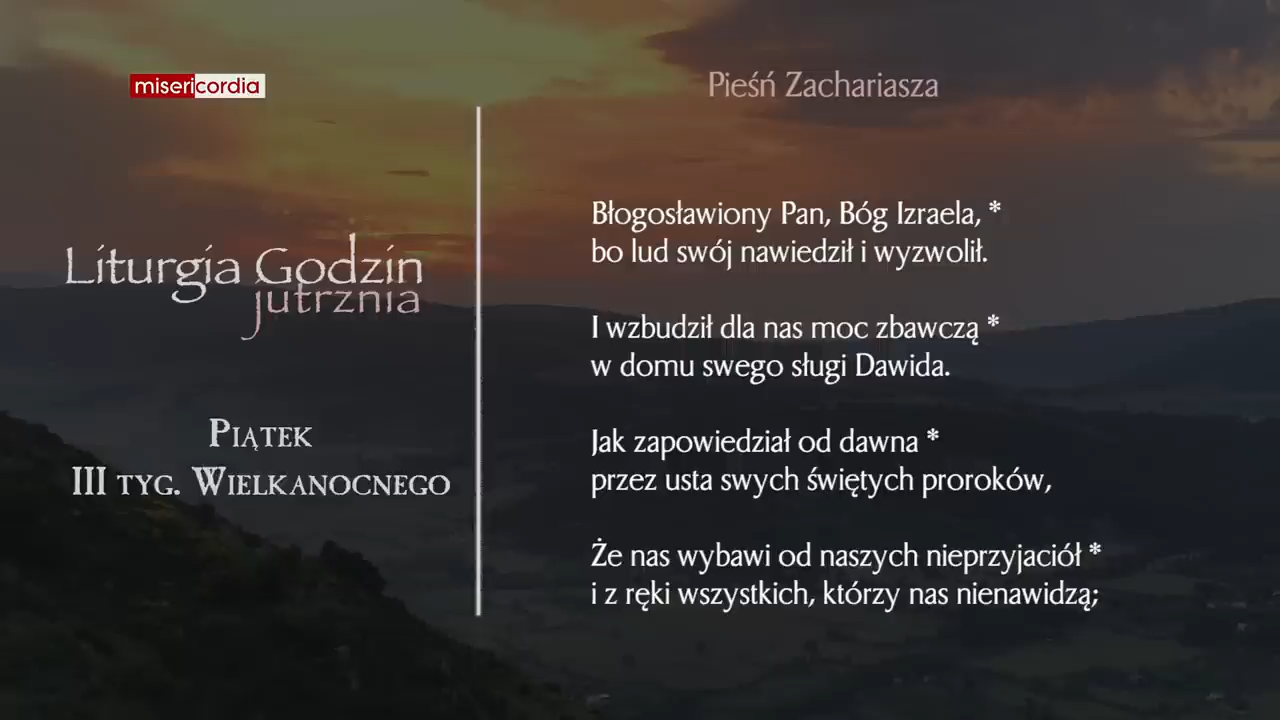 misericordia
Liturgia Godzin
jutrznia
Piątek
III tyg. Wielkanocnego
Pieśń Zachariasza
Błogosławiony Pan, Bóg Izraela, *
bo lud swój nawiedził i wyzwolił.
I wzbudził dla nas moc zbawczą *
w domu swego sługi Dawida.
Jak zapowiedział od dawna *
przez usta swych świętych proroków,
Że nas wybawi od naszych nieprzyjaciół *
i z ręki wszystkich, którzy nas nienawidzą;